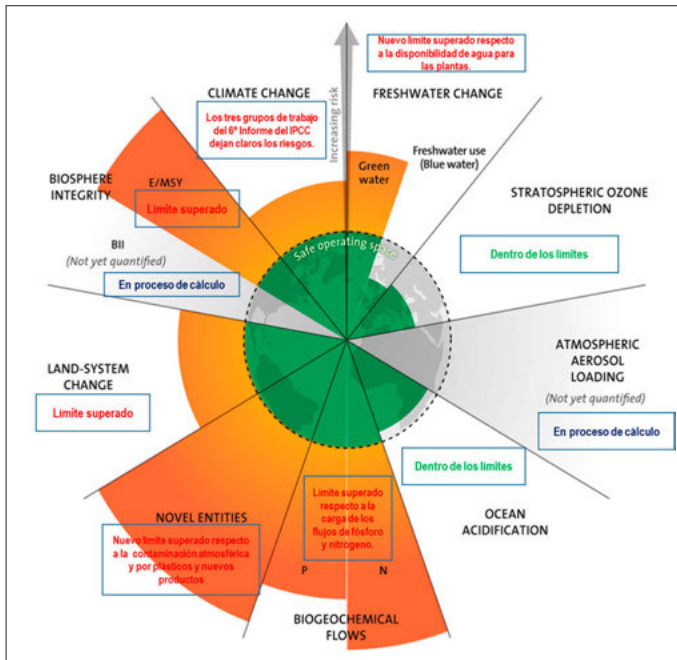 Nuevo límite superado respecto
a la disponibilidad de agua para
las plantas.
CLIMATE CHANGE
FRESHWATER CHANGE
Los tres grupos de trabajo
del 6º Informe del IPCC
dejan claros los riesgos.
Increasing risk
Green
water
Freshwater use
(Blue water)
BIOSPHERE
INTEGRITY
E/MSY
Límite superado
STRATOSPHERIC OZONE
DEPLETION
Safe operating space
BII
(Not yet quantified)
En proceso de cálculo
Dentro de los límites
ATMOSPHERIC
AEROSOL
LOADING
(Not yet quantified)
En proceso de cálculo
LAND-SYSTEM
CHANGE
Límite superado
Dentro de los límites
OCEAN
ACIDIFICATION
NOVEL ENTITIES
Nuevo límite superado respecto
a la contaminación atmosférica
y por plásticos y nuevos
productos
Límite superado
respecto a la
carga de los
flujos de fósforo
y nitrógeno.
P
N
BIOGEOCHEMICAL
FLOWS